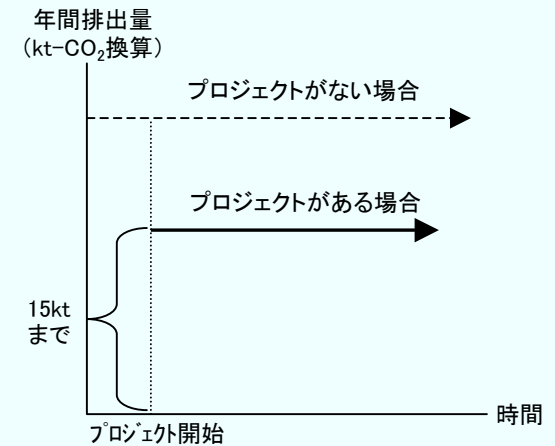 年間排出量
（kt-CO₂換算）
プロジェクトがない場合
プロジェクトがある場合
15kt
まで
時間
プロジェクト開始